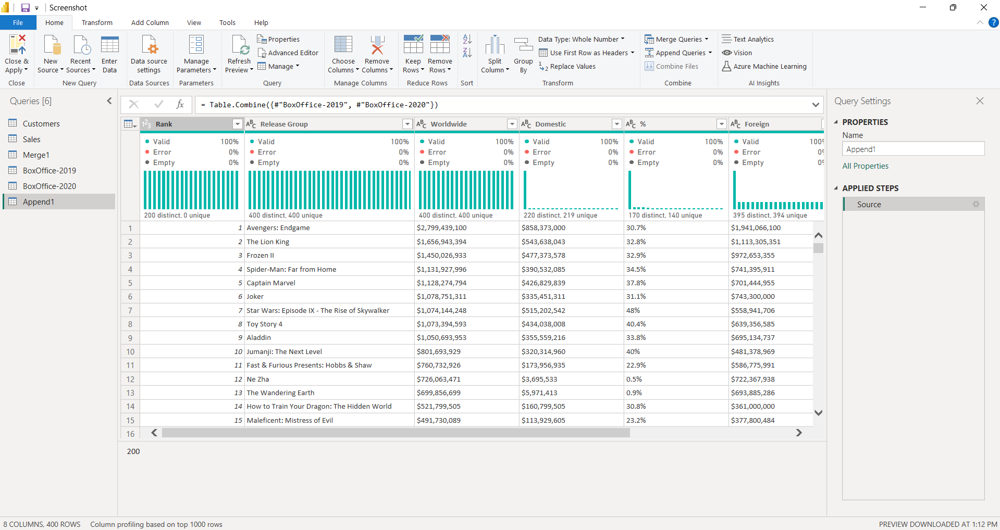 Screenshot
File Home Transform Add Column View Tools Help
Close & Apply
New Source
Recent Sources
Enter Data
Data source settings
Manage Parameters
Refresh Preview
Properties
Advanced Editor
Manage
Choose Columns
Remove Columns
Keep Rows
Remove Rows
Split Column
Group By
Data Type: Whole Number
Use First Row as Headers
Replace Values
Merge Queries
Append Queries
Combine Files
Text Analytics
Vision
Azure Machine Learning
Close New Query Data Sources Parameters Query Manage Columns Reduce Rows Sort Transform Combine AI Insights
Queries [6]
Customers
Sales
Merge1
BoxOffice-2019
BoxOffice-2020
Append1
fx = Table.Combine({#"BoxOffice-2019", #"BoxOffice-2020"})
Rank Release Group Worldwide Domestic % Foreign
Valid 100% Valid 100% Valid 100% Valid 100% Valid 100% Valid 100%
Error 0% Error 0% Error 0% Error 0% Error 0% Error 0%
Empty 0% Empty 0% Empty 0% Empty 0% Empty 0% Empty 0%
200 distinct, 0 unique 400 distinct, 400 unique 400 distinct, 400 unique 220 distinct, 219 unique 170 distinct, 140 unique 395 distinct, 394 unique
1 1 Avengers: Endgame $2,799,439,100 $858,373,000 30.7% $1,941,066,100
2 2 The Lion King $1,656,943,394 $543,638,043 32.8% $1,113,305,351
3 3 Frozen II $1,450,026,933 $477,373,578 32.9% $972,653,355
4 4 Spider-Man: Far from Home $1,131,927,996 $390,532,085 34.5% $741,395,911
5 5 Captain Marvel $1,128,274,794 $426,829,839 37.8% $701,444,955
6 6 Joker $1,078,751,311 $335,451,311 31.1% $743,300,000
7 7 Star Wars: Episode IX - The Rise of Skywalker $1,074,144,248 $515,202,542 48% $558,941,706
8 8 Toy Story 4 $1,073,394,593 $434,038,008 40.4% $639,356,585
9 9 Aladdin $1,050,693,953 $355,559,216 33.8% $695,134,737
10 10 Jumanji: The Next Level $801,693,929 $320,314,960 40% $481,378,969
11 11 Fast & Furious Presents: Hobbs & Shaw $760,732,926 $173,956,935 22.9% $586,775,991
12 12 Ne Zha $726,063,471 $3,695,533 0.5% $722,367,938
13 13 The Wandering Earth $699,856,699 $5,971,413 0.9% $693,885,286
14 14 How to Train Your Dragon: The Hidden World $521,799,505 $160,799,505 30.8% $361,000,000
15 15 Maleficent: Mistress of Evil $491,730,089 $113,929,605 23.2% $377,800,484
16
200
Query Settings
PROPERTIES
Name
Append1
All Properties
APPLIED STEPS
Source
8 COLUMNS, 400 ROWS Column profiling based on top 1000 rows PREVIEW DOWNLOADED AT 1:12 PM